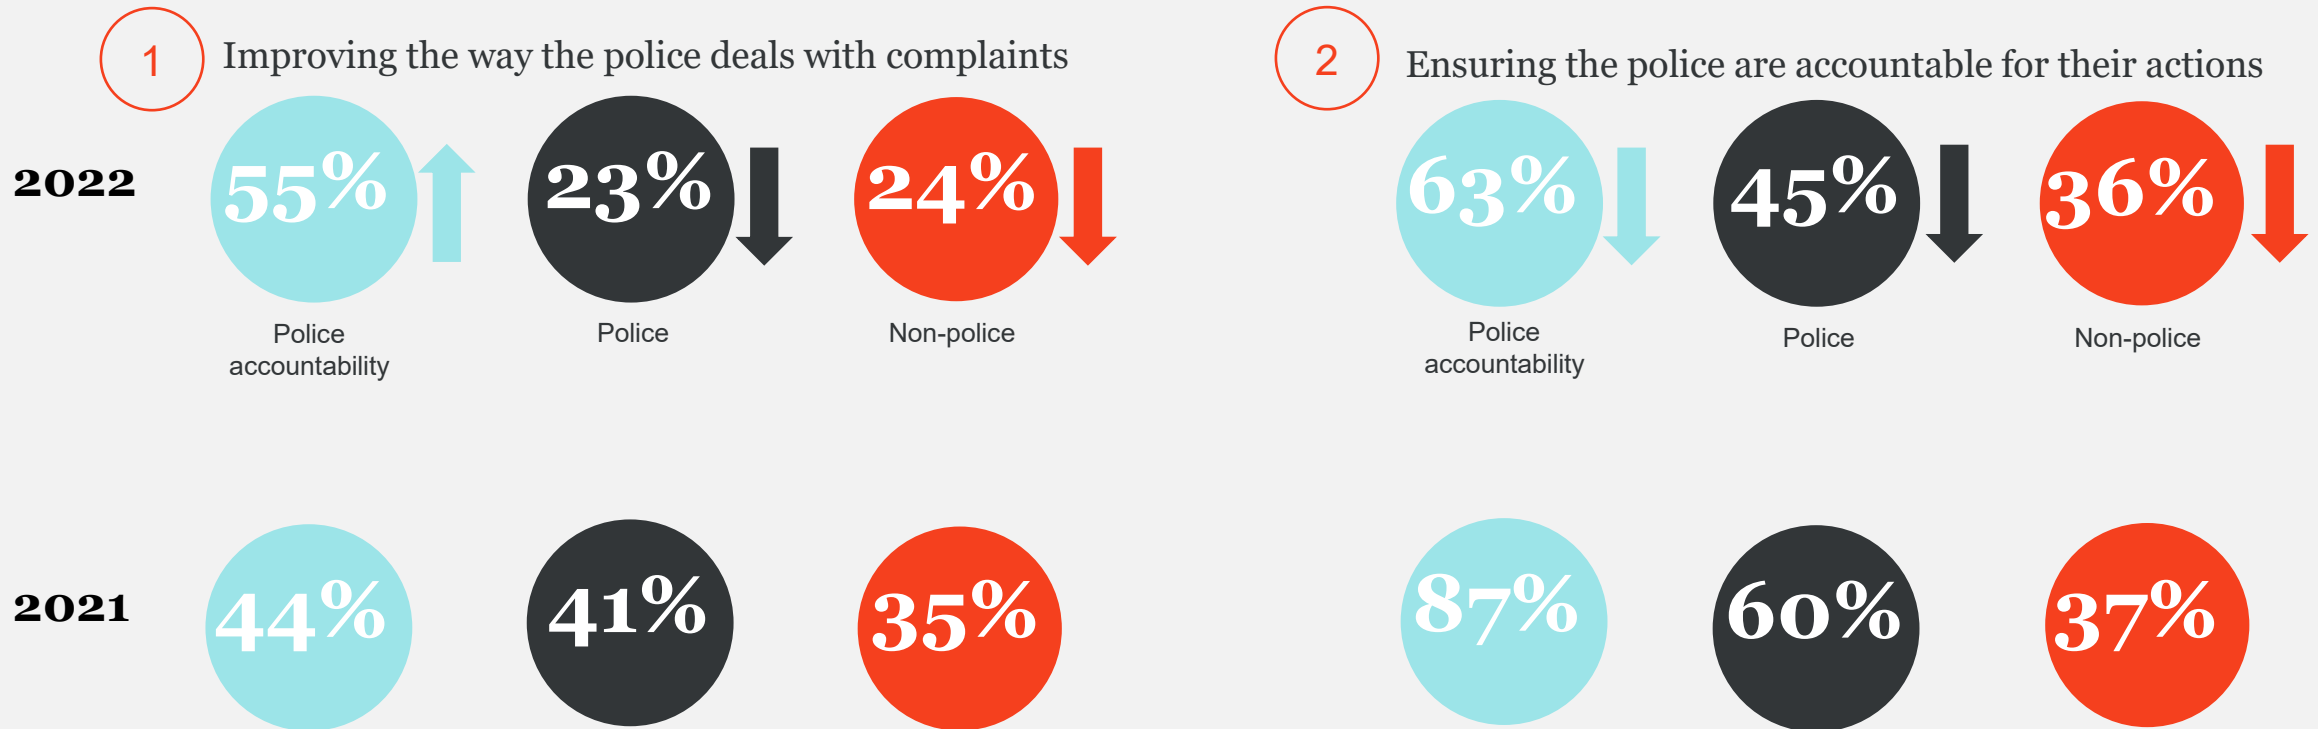 1
Improving the way the police deals with complaints
2
Ensuring the police are accountable for their actions
2022
55%
23%
24%
63%
45%
36%
Police
accountability
Police
Non-police
Police
accountability
Police
Non-police
2021
44%
41%
35%
87%
60%
37%